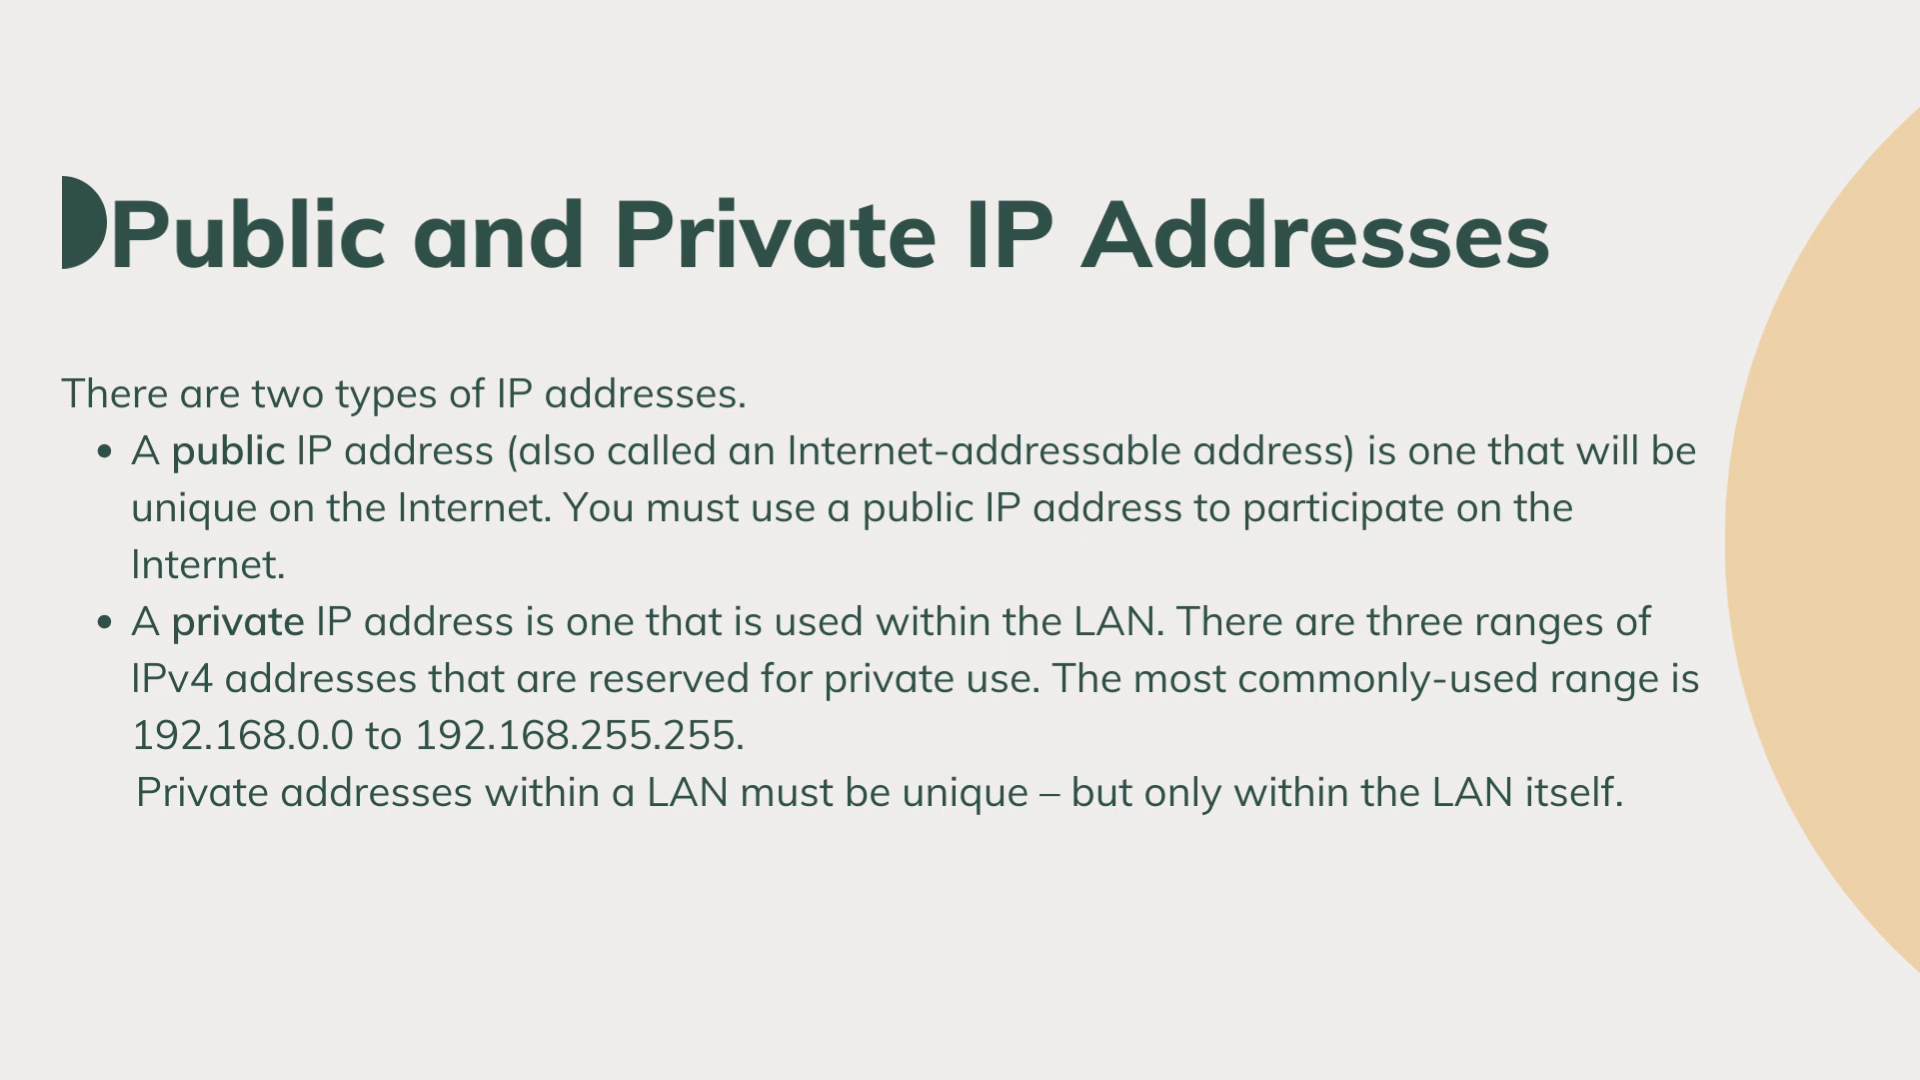 Public and Private IP Addresses
There are two types of IP addresses.
• A public IP address (also called an Internet-addressable address) is one that will be
unique on the Internet. You must use a public IP address to participate on the
Internet.
• A private IP address is one that is used within the LAN. There are three ranges of
IPv4 addresses that are reserved for private use. The most commonly-used range is
192.168.0.0 to 192.168.255.255.
Private addresses within a LAN must be unique – but only within the LAN itself.